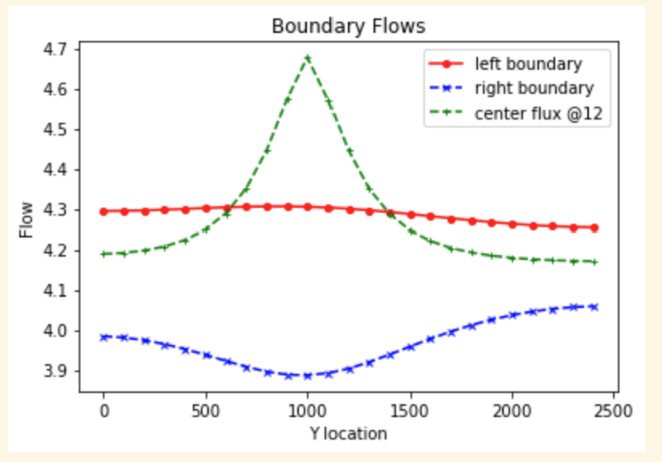 Boundary Flows
4.7
4.6
4.5
4.4
4.3
4.2
4.1
4.0
3.9
Flow
left boundary
right boundary
center flux @12
0 500 1000 1500 2000 2500
Y location